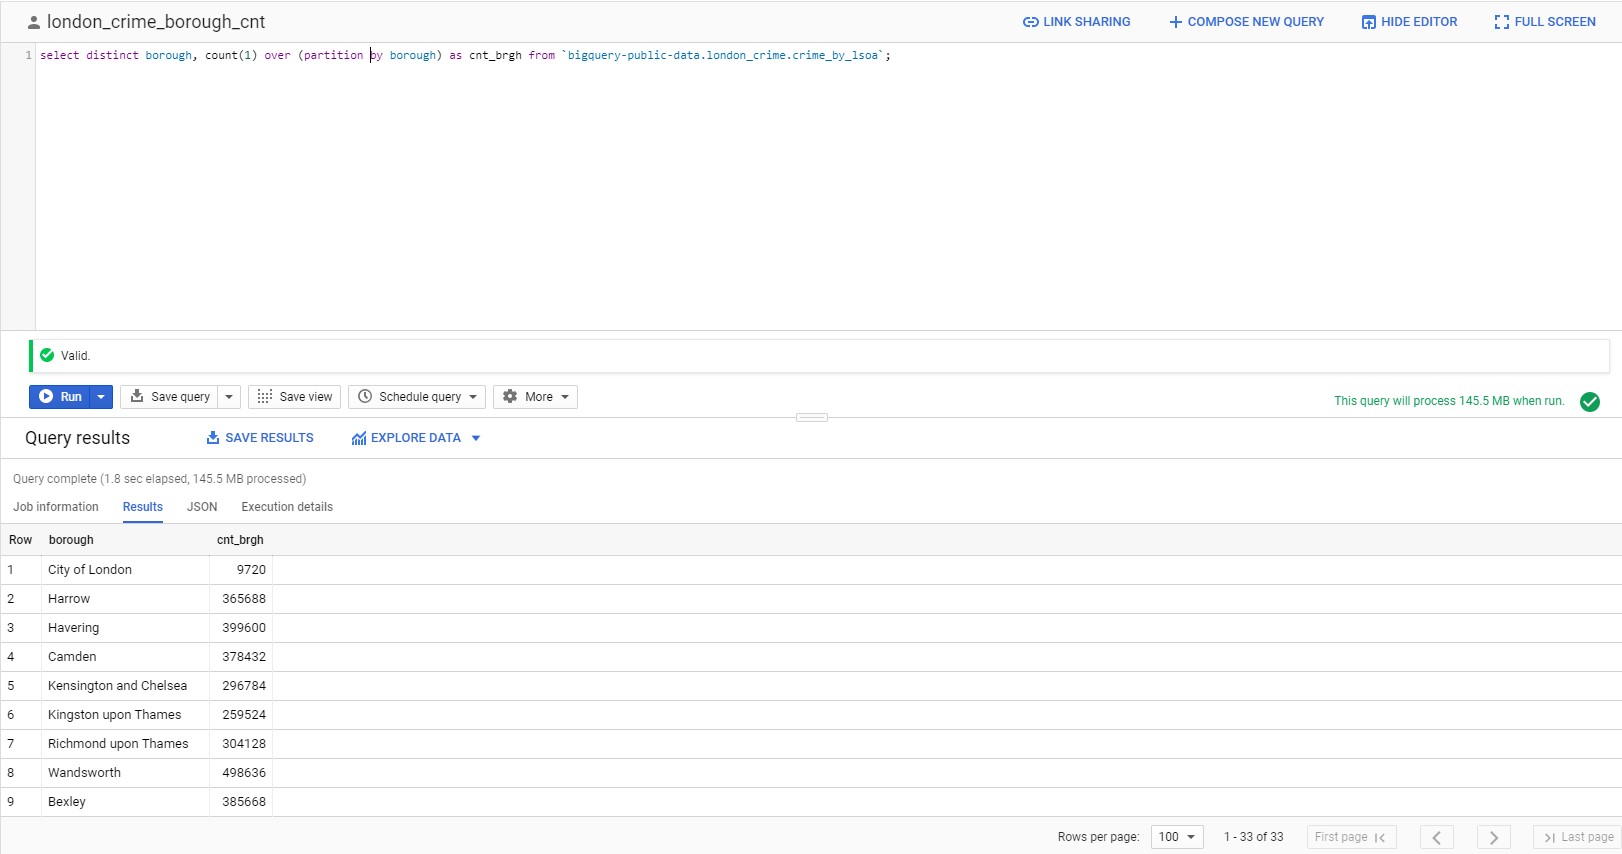 london_crime_borough_cnt LINK SHARING COMPOSE NEW QUERY HIDE EDITOR FULL SCREEN
1 select distinct borough, count(1) over (partition by borough) as cnt_brgh from `bigquery-public-data.london_crime.crime_by_lsoa`;
Valid.
Run Save query Save view Schedule query More This query will process 145.5 MB when run.
Query results SAVE RESULTS EXPLORE DATA
Query complete (1.8 sec elapsed, 145.5 MB processed)
Job information Results JSON Execution details
Row borough cnt_brgh
1 City of London 9720
2 Harrow 365688
3 Havering 399600
4 Camden 378432
5 Kensington and Chelsea 296784
6 Kingston upon Thames 259524
7 Richmond upon Thames 304128
8 Wandsworth 498636
9 Bexley 385668
Rows per page: 100 1 - 33 of 33 First page Last page